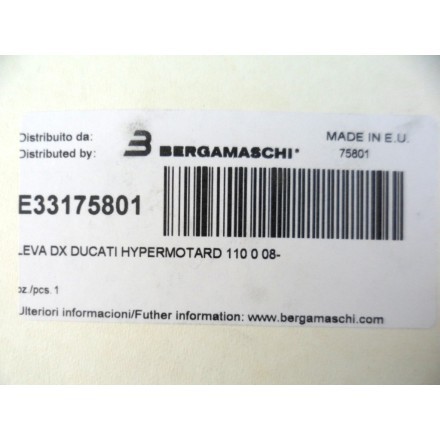 Distribuito da:
Distributed by:
BERGAMASCHI
MADE IN E.U.
75801
E33175801
LEVA DX DUCATI HYPERMOTARD 110 0 08-
pz./pcs. 1
Ulteriori informacioni/Futher information: www.bergamaschi.com